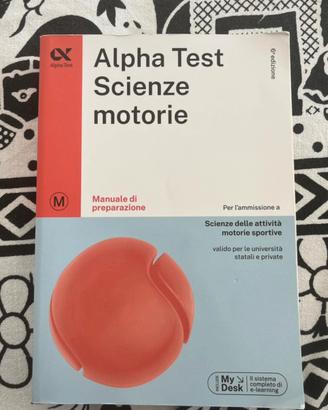 Alpha Test
Alpha Test
Scienze
motorie
6ª edizione
M
Manuale di
preparazione
Per l'ammissione a
Scienze delle attività
motorie sportive
valido per le università
statali e private
INCLUDE
My
Desk
Il sistema
completo di
e-learning